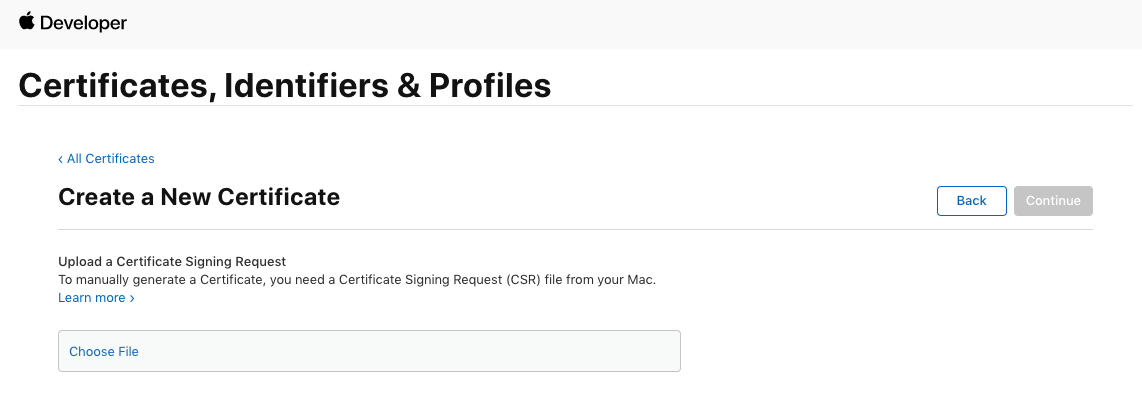 Developer
Certificates, Identifiers & Profiles
‹ All Certificates
Create a New Certificate
Back
Continue
Upload a Certificate Signing Request
To manually generate a Certificate, you need a Certificate Signing Request (CSR) file from your Mac.
Learn more ›
Choose File